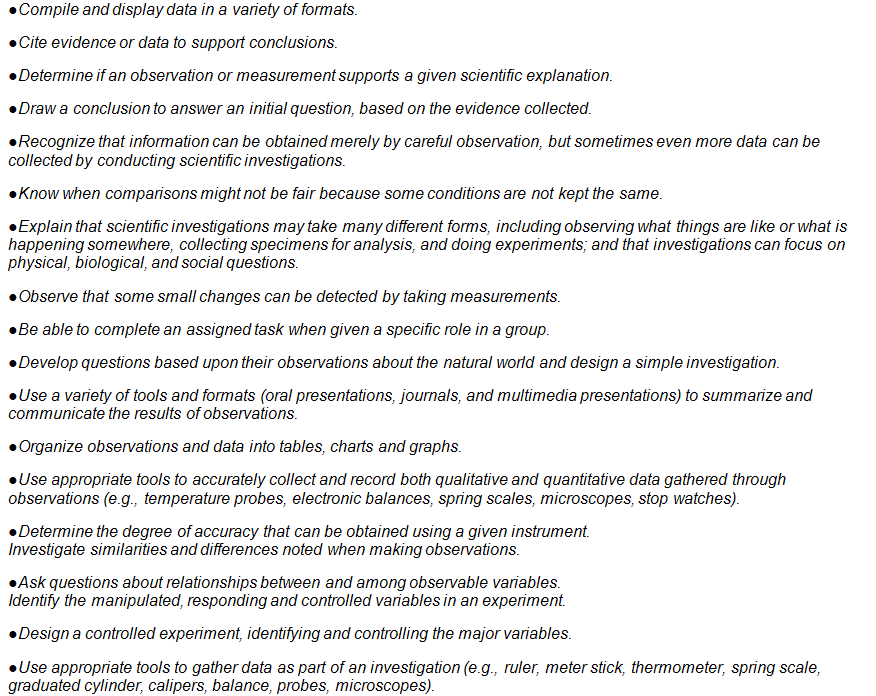 ●Compile and display data in a variety of formats.
●Cite evidence or data to support conclusions.
●Determine if an observation or measurement supports a given scientific explanation.
●Draw a conclusion to answer an initial question, based on the evidence collected.
●Recognize that information can be obtained merely by careful observation, but sometimes even more data can be
collected by conducting scientific investigations.
●Know when comparisons might not be fair because some conditions are not kept the same.
●Explain that scientific investigations may take many different forms, including observing what things are like or what is
happening somewhere, collecting specimens for analysis, and doing experiments; and that investigations can focus on
physical, biological, and social questions.
●Observe that some small changes can be detected by taking measurements.
●Be able to complete an assigned task when given a specific role in a group.
●Develop questions based upon their observations about the natural world and design a simple investigation.
●Use a variety of tools and formats (oral presentations, journals, and multimedia presentations) to summarize and
communicate the results of observations.
●Organize observations and data into tables, charts and graphs.
●Use appropriate tools to accurately collect and record both qualitative and quantitative data gathered through
observations (e.g., temperature probes, electronic balances, spring scales, microscopes, stop watches).
●Determine the degree of accuracy that can be obtained using a given instrument.
Investigate similarities and differences noted when making observations.
●Ask questions about relationships between and among observable variables.
Identify the manipulated, responding and controlled variables in an experiment.
●Design a controlled experiment, identifying and controlling the major variables.
●Use appropriate tools to gather data as part of an investigation (e.g., ruler, meter stick, thermometer, spring scale,
graduated cylinder, calipers, balance, probes, microscopes).